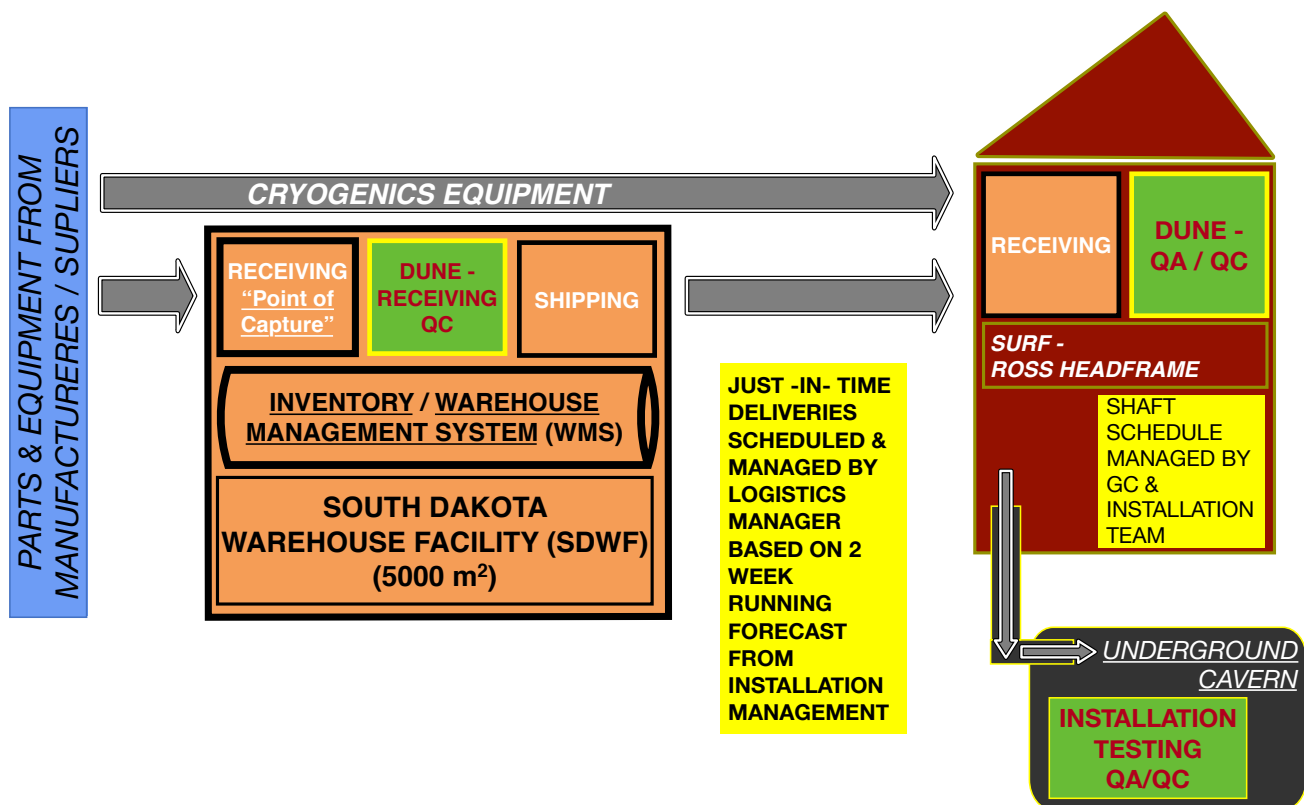 PARTS & EQUIPMENT FROM
MANUFACTURERES / SUPLIERS
CRYOGENICS EQUIPMENT
RECEIVING
“Point of
Capture”
DUNE -
RECEIVING
QC
SHIPPING
INVENTORY / WAREHOUSE
MANAGEMENT SYSTEM (WMS)
SOUTH DAKOTA
WAREHOUSE FACILITY (SDWF)
(5000 m²)
JUST -IN- TIME
DELIVERIES
SCHEDULED &
MANAGED BY
LOGISTICS
MANAGER
BASED ON 2
WEEK
RUNNING
FORECAST
FROM
INSTALLATION
MANAGEMENT
RECEIVING
DUNE -
QA / QC
SURF -
ROSS HEADFRAME
SHAFT
SCHEDULE
MANAGED BY
GC &
INSTALLATION
TEAM
UNDERGROUND
CAVERN
INSTALLATION
TESTING
QA/QC